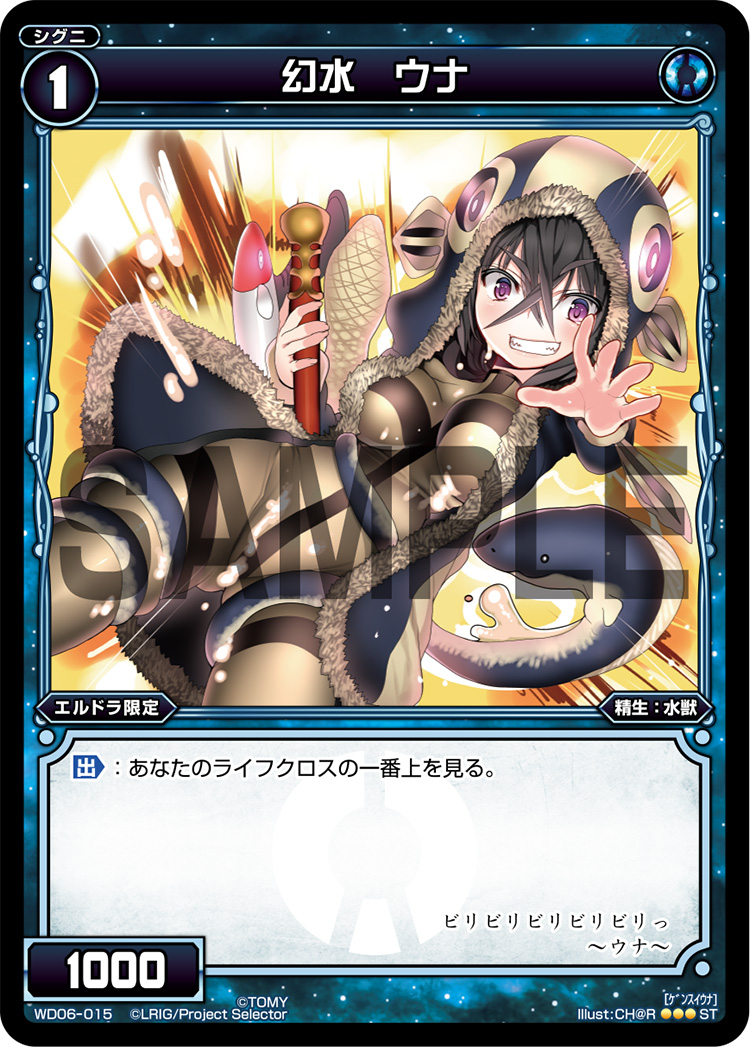 シグニ
1
幻水 ウナ
SAMPLE
エルドラ限定
精生：水獣
出：あなたのライフクロスの一番上を見る。
ビリビリビリビリビリっ
～ウナ～
1000
[ｹﾞﾝｽｲｳﾅ]
©TOMY
WD06-015 ©LRIG/Project Selector
Illust:CH@R ST